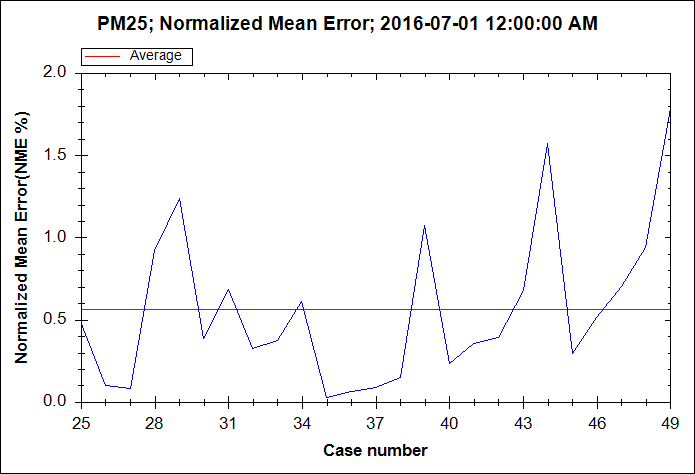 PM25; Normalized Mean Error; 2016-07-01 12:00:00 AM
Average
Normalized Mean Error(NME %)
2.0
1.5
1.0
0.5
0.0
25 28 31 34 37 40 43 46 49
Case number